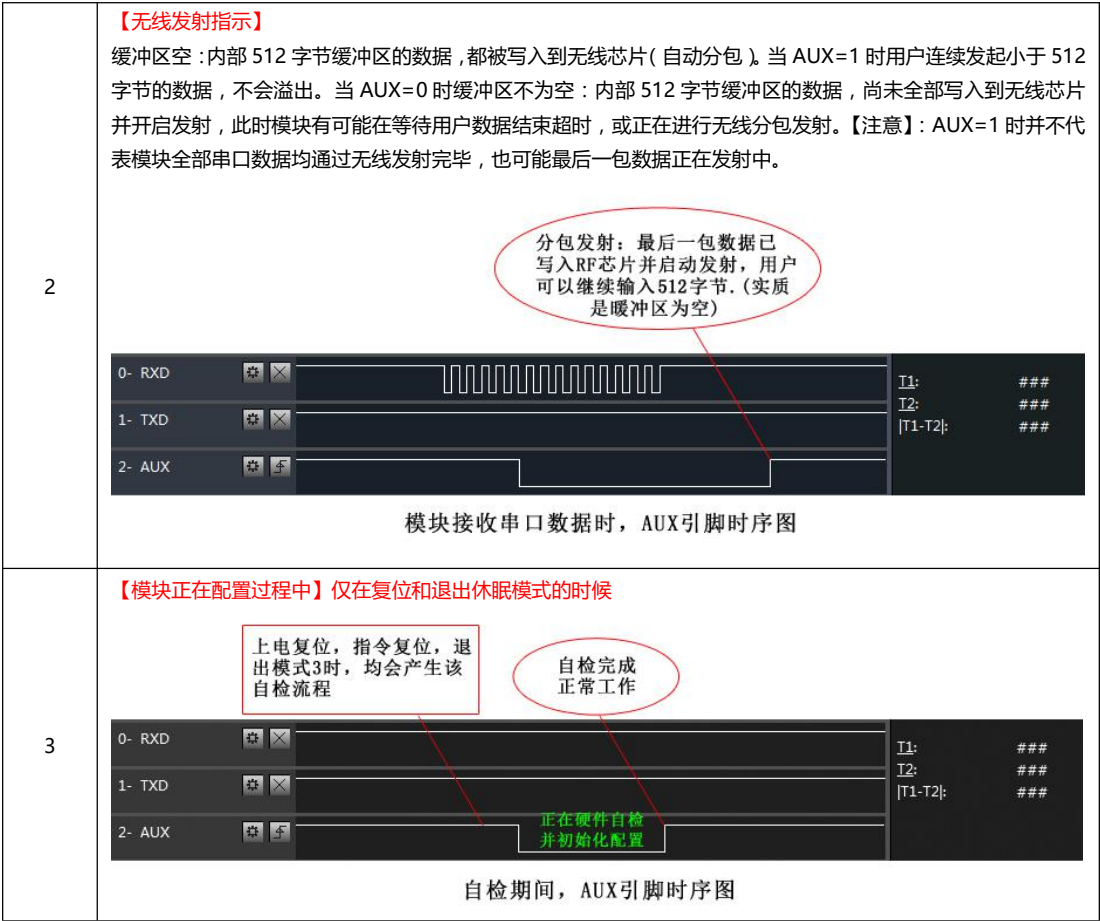 2
【无线发射指示】
缓冲区空：内部 512 字节缓冲区的数据，都被写入到无线芯片（自动分包）。当 AUX=1 时用户连续发起小于 512
字节的数据，不会溢出。当 AUX=0 时缓冲区不为空：内部 512 字节缓冲区的数据，尚未全部写入到无线芯片
并开启发射，此时模块有可能在等待用户数据结束超时，或正在进行无线分包发射。【注意】：AUX=1 时并不代
表模块全部串口数据均通过无线发射完毕，也可能最后一包数据正在发射中。
分包发射：最后一包数据已
写入RF芯片并启动发射，用户
可以继续输入512字节.(实质
是暖冲区为空)
0- RXD
1- TXD
2- AUX
T1: ###
T2: ###
|T1-T2|: ###
模块接收串口数据时，AUX引脚时序图
3
【模块正在配置过程中】仅在复位和退出休眠模式的时候
上电复位，指令复位，退
出模式3时，均会产生该
自检流程
自检完成
正常工作
0- RXD
1- TXD
2- AUX
正在硬件自检
并初始化配置
T1: ###
T2: ###
|T1-T2|: ###
自检期间，AUX引脚时序图